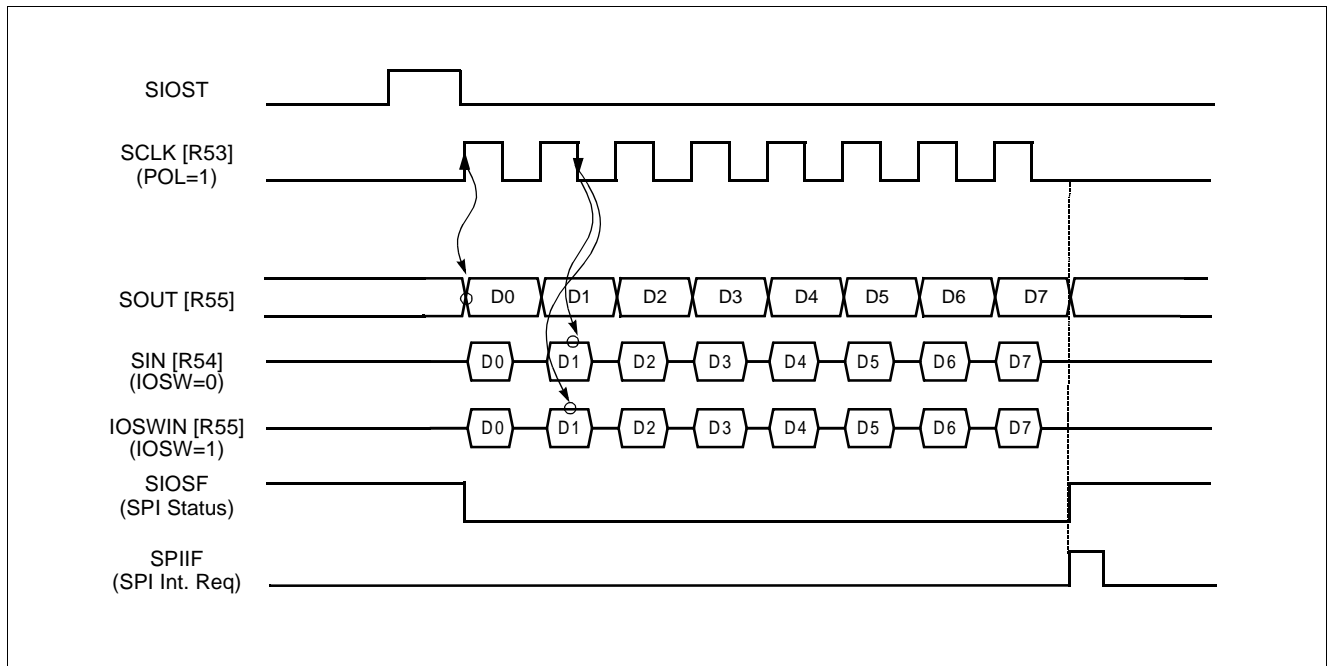 SIOST
SCLK [R53]
(POL=1)
SOUT [R55]
D0 D1 D2 D3 D4 D5 D6 D7
SIN [R54]
(IOSW=0)
D0 D1 D2 D3 D4 D5 D6 D7
IOSWIN [R55]
(IOSW=1)
D0 D1 D2 D3 D4 D5 D6 D7
SIOSF
(SPI Status)
SPIIF
(SPI Int. Req)